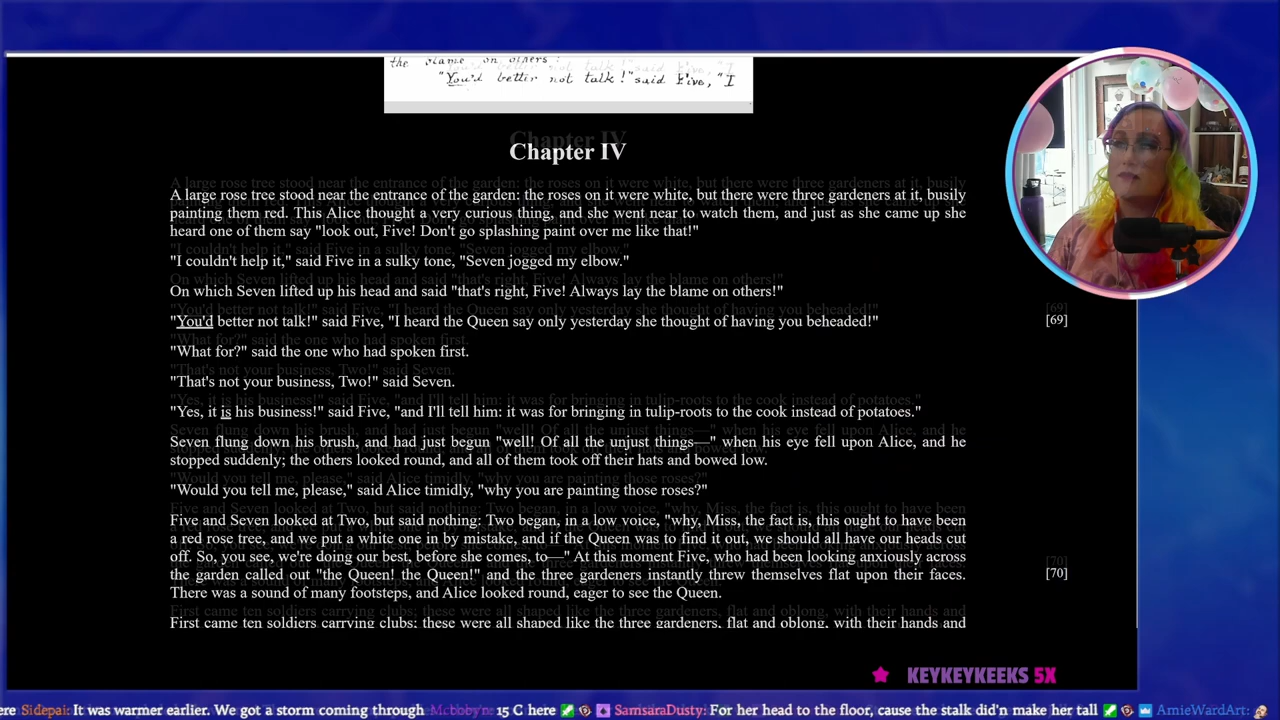 the blame on others!
"You'd better not talk!" said Five, "I
Chapter IV
A large rose tree stood near the entrance of the garden: the roses on it were white, but there were three gardeners at it, busily
painting them red. This Alice thought a very curious thing, and she went near to watch them, and just as she came up she
heard one of them say "look out, Five! Don't go splashing paint over me like that!"
"I couldn't help it," said Five in a sulky tone, "Seven jogged my elbow."
On which Seven lifted up his head and said "that's right, Five! Always lay the blame on others!"
"You'd better not talk!" said Five, "I heard the Queen say only yesterday she thought of having you beheaded!" [69]
"What for?" said the one who had spoken first.
"That's not your business, Two!" said Seven.
"Yes, it is his business!" said Five, "and I'll tell him: it was for bringing in tulip-roots to the cook instead of potatoes."
Seven flung down his brush, and had just begun "well! Of all the unjust things—" when his eye fell upon Alice, and he
stopped suddenly; the others looked round, and all of them took off their hats and bowed low.
"Would you tell me, please," said Alice timidly, "why you are painting those roses?"
Five and Seven looked at Two, but said nothing: Two began, in a low voice, "why, Miss, the fact is, this ought to have been
a red rose tree, and we put a white one in by mistake, and if the Queen was to find it out, we should all have our heads cut
off. So, you see, we're doing our best, before she comes, to—" At this moment Five, who had been looking anxiously across
the garden called out "the Queen! the Queen!" and the three gardeners instantly threw themselves flat upon their faces. [70]
There was a sound of many footsteps, and Alice looked round, eager to see the Queen.
First came ten soldiers carrying clubs: these were all shaped like the three gardeners, flat and oblong, with their hands and
KEYKEYKEEKS 5X
ere Sidepai: It was warmer earlier. We got a storm coming through 15 C here SamsaraDusty: For her head to the floor, cause the stalk did'n make her tall AmieWardArt: